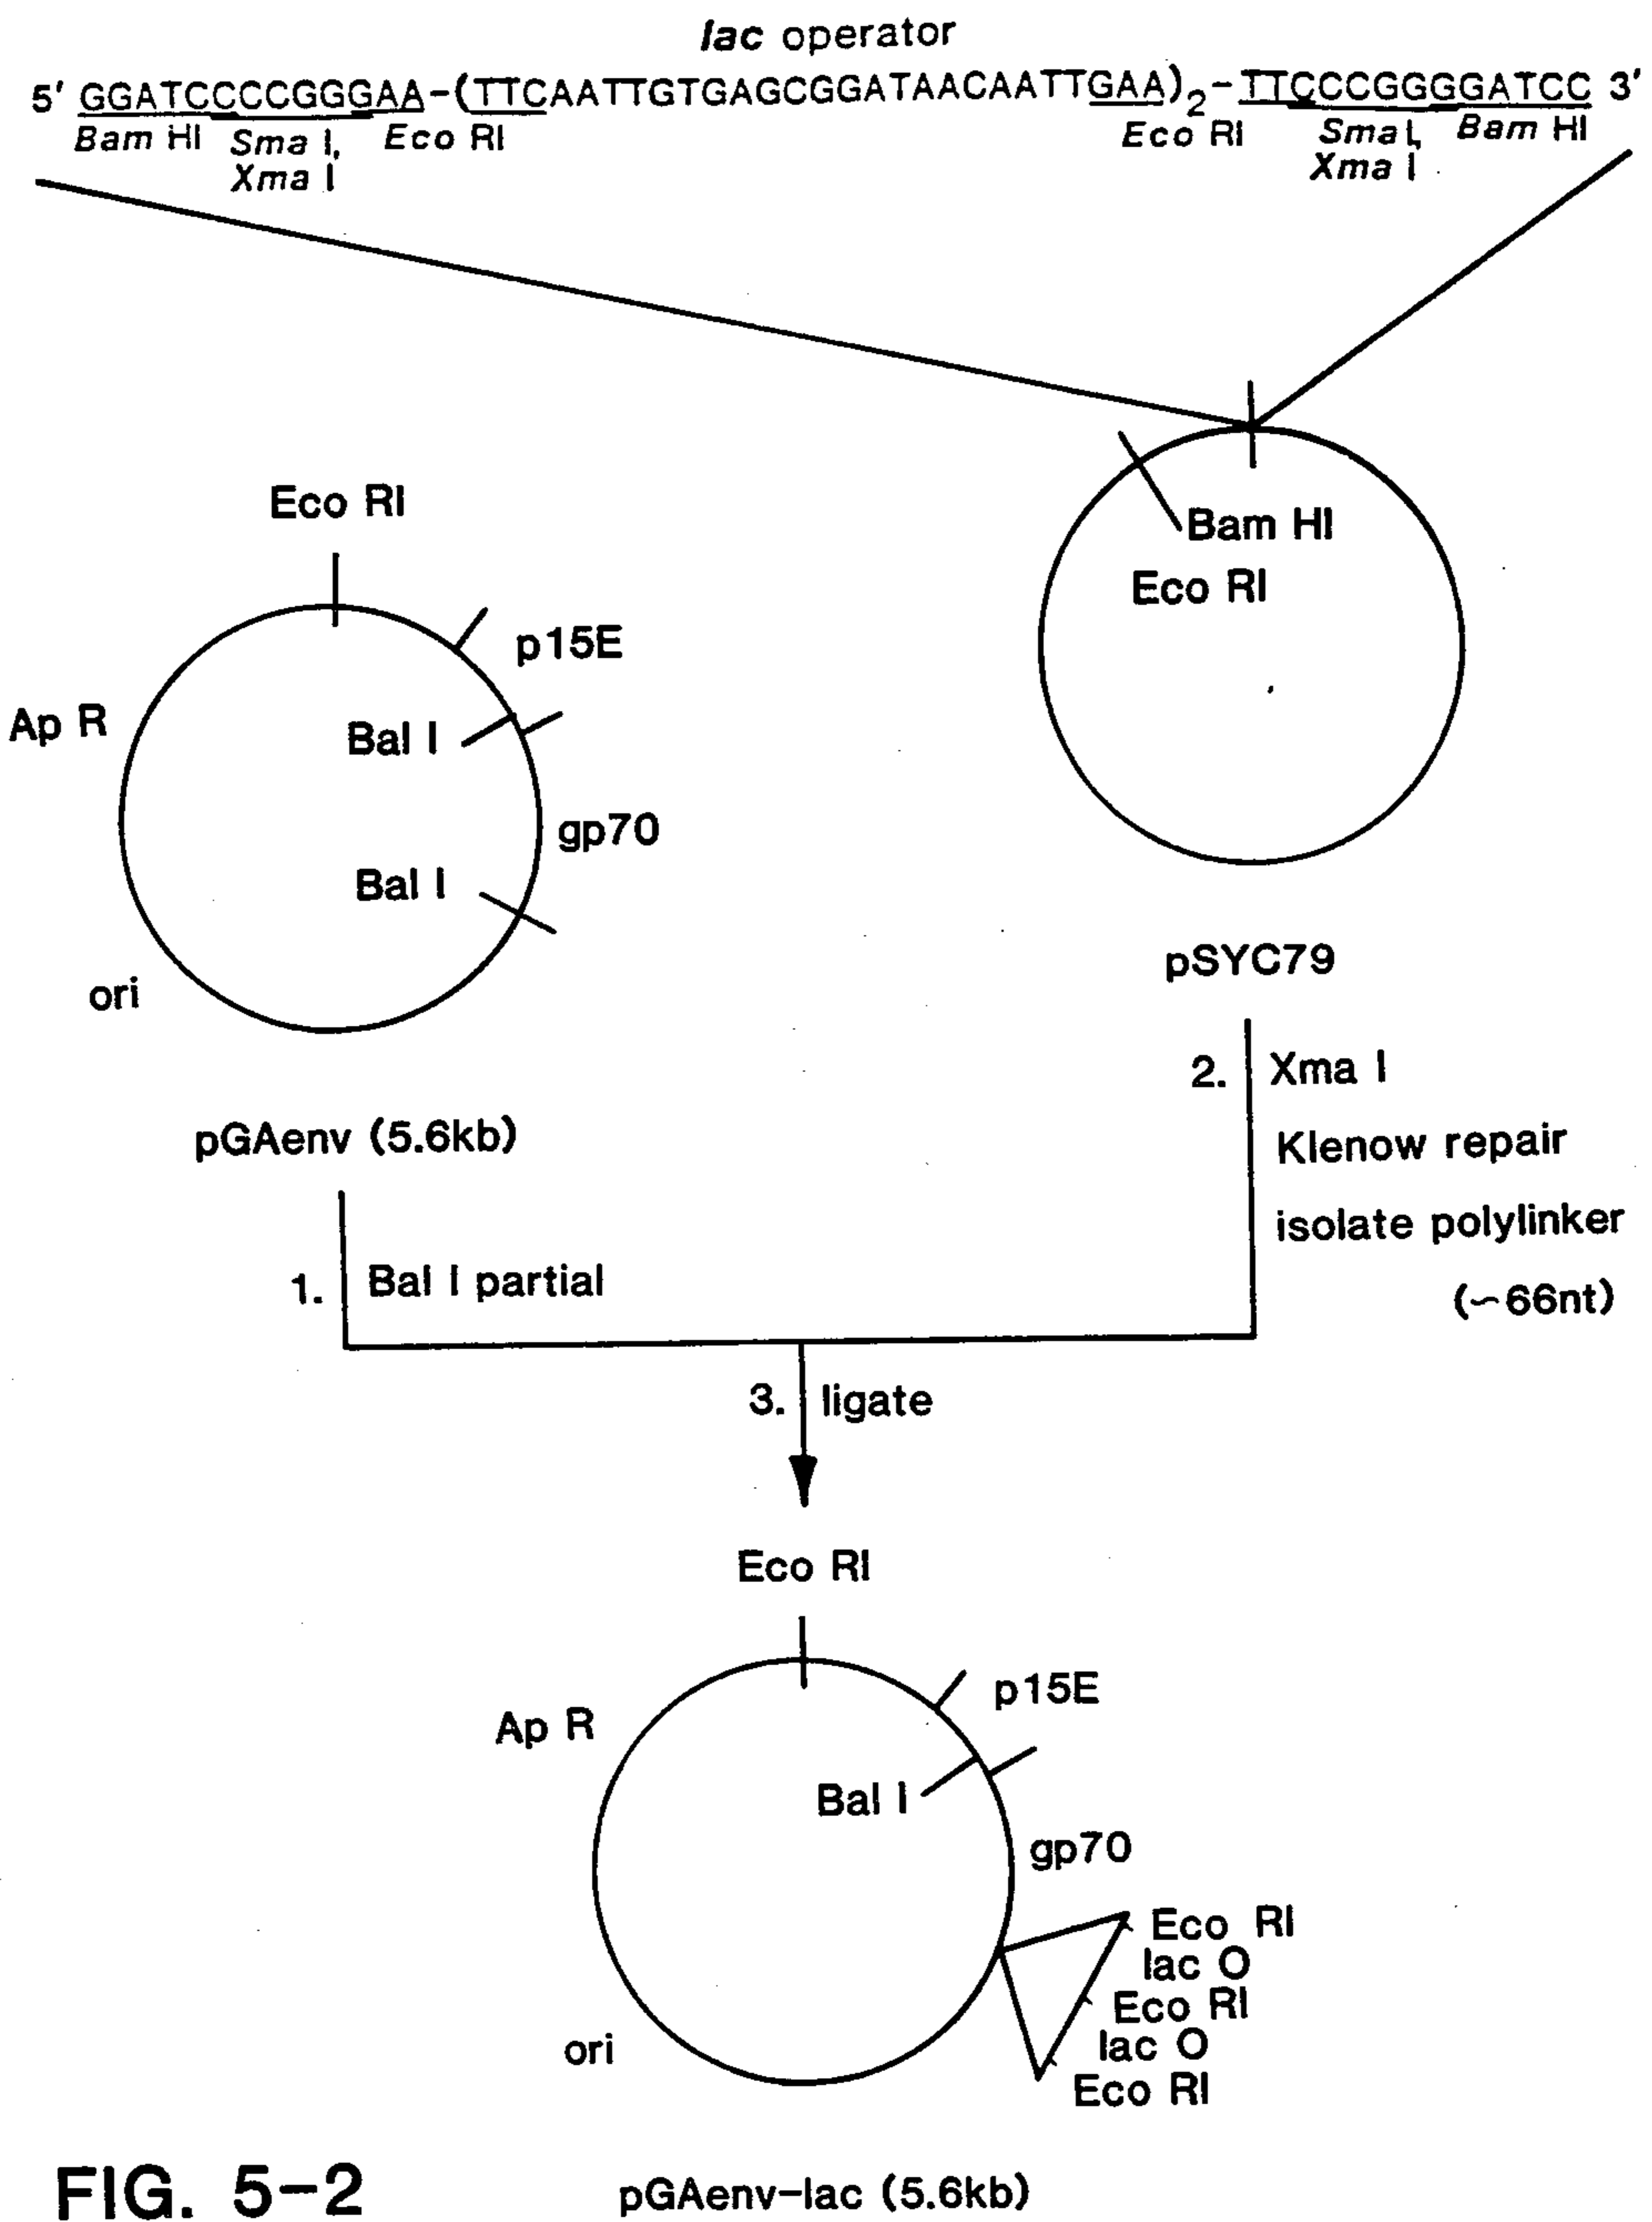 lac operator
5' GGATCCCCCGGGGAA-(TTCAATTGTGAGCGGATAACAATTGAA)2-TTCCCCGGGGGATCC 3'
Bam HI Sma I, Eco RI Eco RI Sma I, Bam HI
Xma I Xma I
Eco RI
Bam HI
Eco RI
p15E
Ap R
Bal I
gp70
Bal I
ori
pSYC79
2. Xma I
pGAenv (5.6kb)
Klenow repair
isolate polylinker
1. Bal I partial
(~66nt)
3. ligate
Eco RI
p15E
Ap R
Bal I
gp70
Eco RI
lac O
Eco RI
lac O
ori
Eco RI
FIG. 5-2
pGAenv-lac (5.6kb)